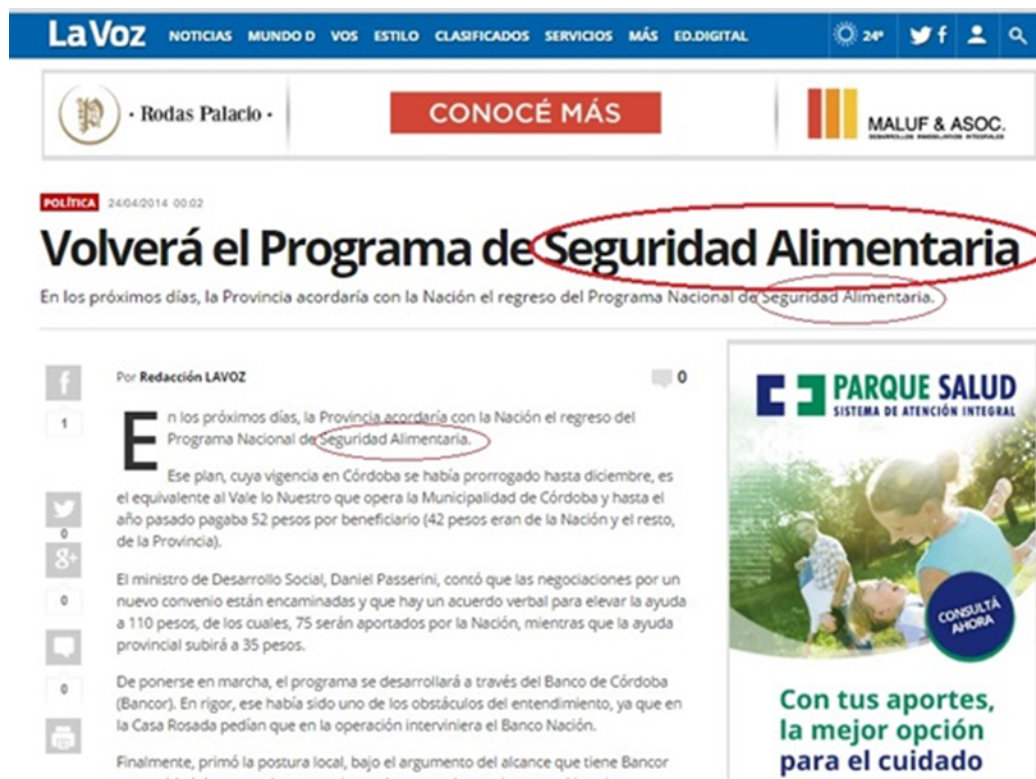 LaVoz NOTICIAS MUNDO D VOS ESTILO CLASIFICADOS SERVICIOS MÁS ED.DIGITAL 24º
P · Rodas Palacio ·
CONOCÉ MÁS
MALUF & ASOC.
DESARROLLOS INMOBILIARIOS INTEGRALES
POLÍTICA 24/04/2014 00:02
Volverá el Programa de Seguridad Alimentaria
En los próximos días, la Provincia acordaría con la Nación el regreso del Programa Nacional de Seguridad Alimentaria.
Por Redacción LAVOZ
0
1
0
0
0
En los próximos días, la Provincia acordaría con la Nación el regreso del
Programa Nacional de Seguridad Alimentaria.
Ese plan, cuya vigencia en Córdoba se había prorrogado hasta diciembre, es
el equivalente al Vale lo Nuestro que opera la Municipalidad de Córdoba y hasta el
año pasado pagaba 52 pesos por beneficiario (42 pesos eran de la Nación y el resto,
de la Provincia).
El ministro de Desarrollo Social, Daniel Passerini, contó que las negociaciones por un
nuevo convenio están encaminadas y que hay un acuerdo verbal para elevar la ayuda
a 110 pesos, de los cuales, 75 serán aportados por la Nación, mientras que la ayuda
provincial subirá a 35 pesos.
De ponerse en marcha, el programa se desarrollará a través del Banco de Córdoba
(Bancor). En rigor, ese había sido uno de los obstáculos del entendimiento, ya que en
la Casa Rosada pedían que en la operación interviniera el Banco Nación.
Finalmente, primó la postura local, bajo el argumento del alcance que tiene Bancor
PARQUE SALUD
SISTEMA DE ATENCIÓN INTEGRAL
CONSULTÁ
AHORA
Con tus aportes,
la mejor opción
para el cuidado